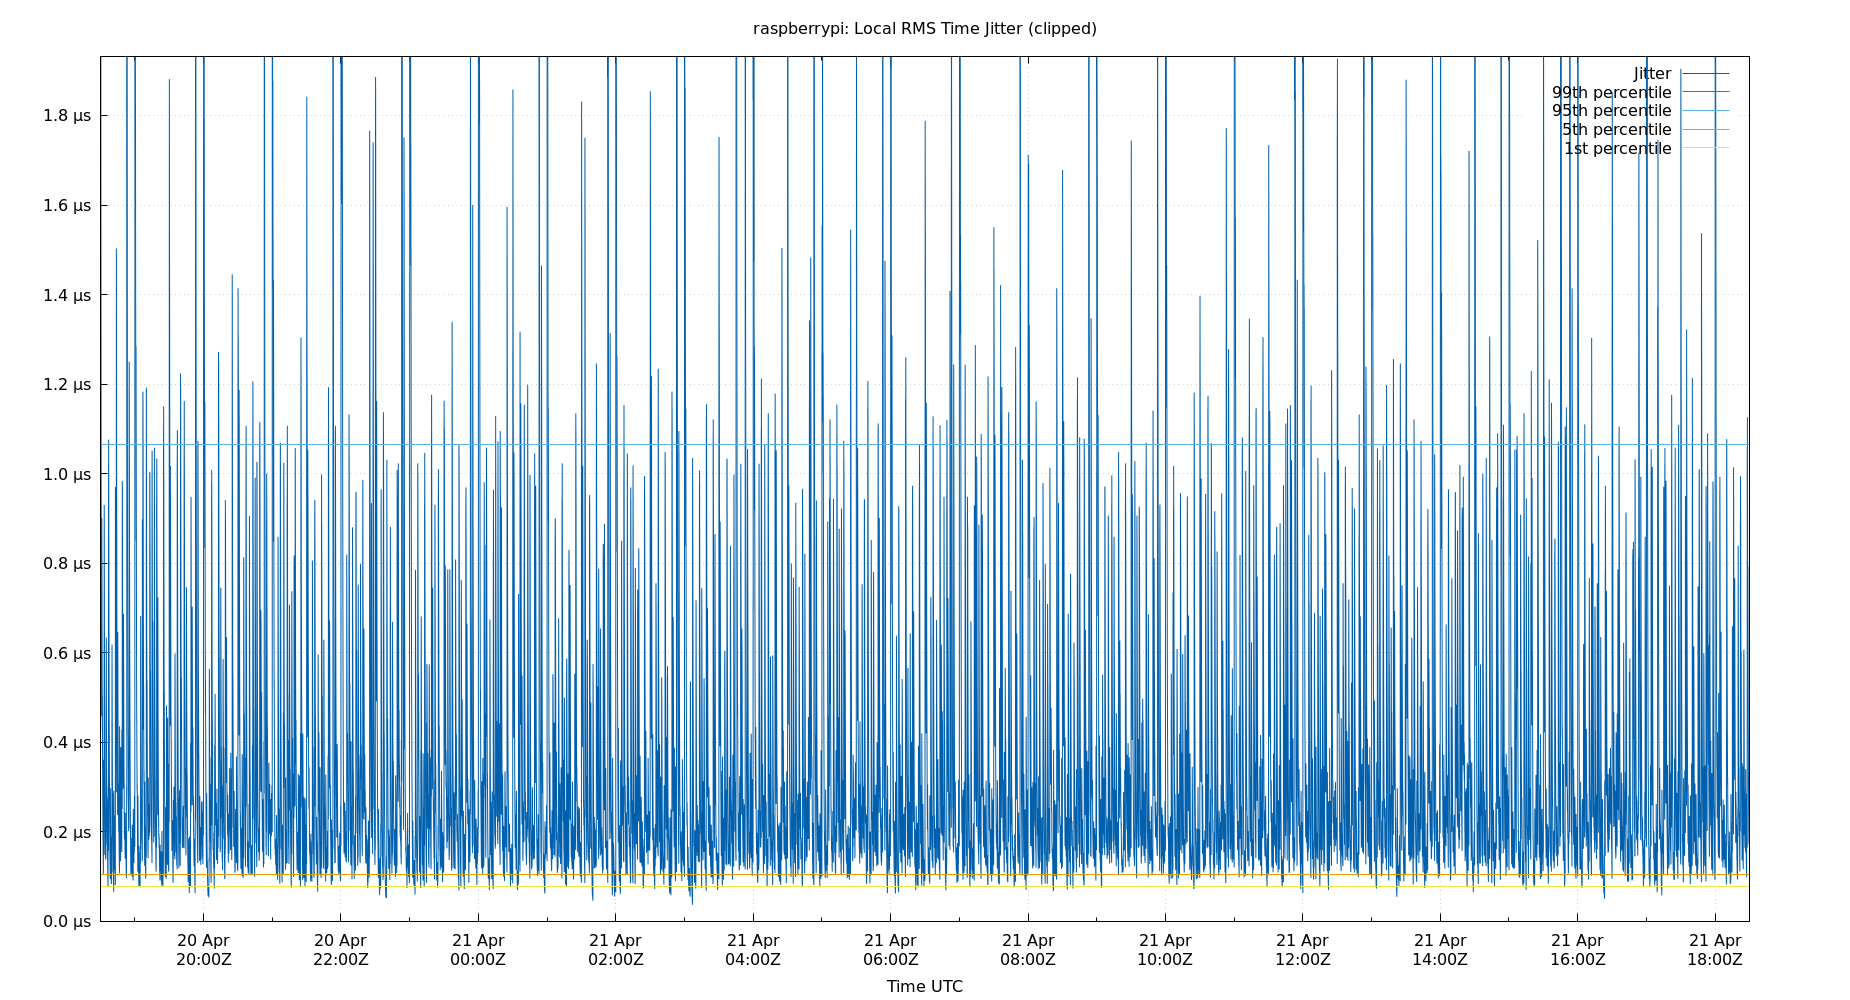 raspberrypi: Local RMS Time Jitter (clipped)
Jitter
99th percentile
95th percentile
5th percentile
1st percentile
1.8 µs
1.6 µs
1.4 µs
1.2 µs
1.0 µs
0.8 µs
0.6 µs
0.4 µs
0.2 µs
0.0 µs
20 Apr 20 Apr 21 Apr 21 Apr 21 Apr 21 Apr 21 Apr 21 Apr 21 Apr 21 Apr 21 Apr 21 Apr
20:00Z 22:00Z 00:00Z 02:00Z 04:00Z 06:00Z 08:00Z 10:00Z 12:00Z 14:00Z 16:00Z 18:00Z
Time UTC